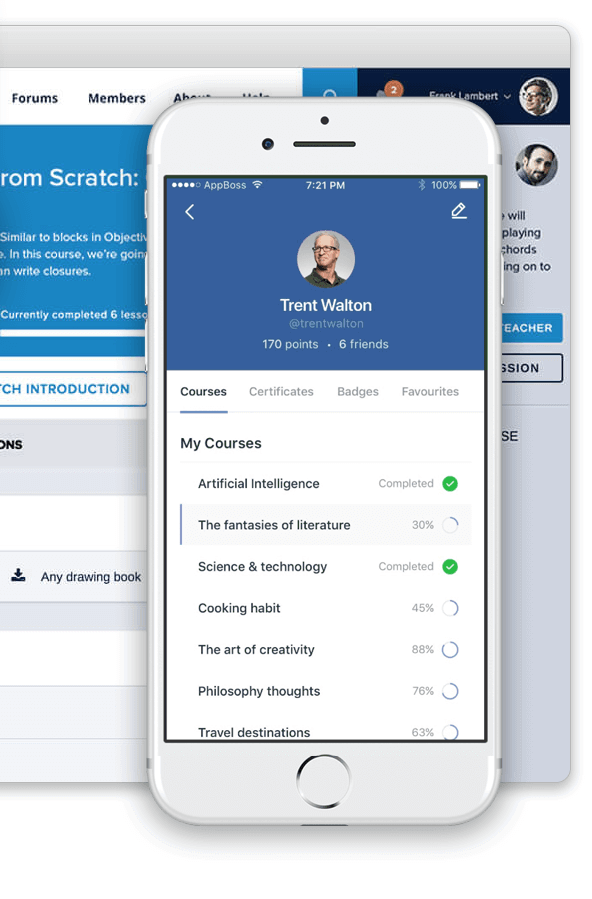 Forums Members About Help 2 Frank Lambert
rom Scratch:
Similar to blocks in Objectiv
e. In this course, we're going
an write closures.
Currently completed 6 lesso
TCH INTRODUCTION
ONS
Any drawing book
will
playing
chords
ing on to
TEACHER
SSION
SE
AppBoss 7:21 PM 100%
Trent Walton
@trentwalton
170 points • 6 friends
Courses Certificates Badges Favourites
My Courses
Artificial Intelligence Completed
The fantasies of literature 30%
Science & technology Completed
Cooking habit 45%
The art of creativity 88%
Philosophy thoughts 76%
Travel destinations 63%